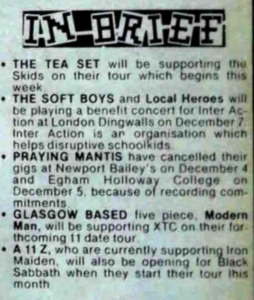 IN BRIEF
• THE TEA SET will be supporting the
Skids on their tour which begins this
week.
• THE SOFT BOYS and Local Heroes will
be playing a benefit concert for Inter Ac-
tion at London Dingwalls on December 7.
Inter Action is an organisation which
helps disruptive schoolkids.
• PRAYING MANTIS have cancelled their
gigs at Newport Bailey's on December 4
and Egham Holloway College on
December 5, because of recording com-
mitments.
• GLASGOW BASED five piece, Modern
Man, will be supporting XTC on their for-
thcoming 11 date tour.
• A 11 Z, who are currently supporting Iron
Maiden, will also be opening for Black
Sabbath when they start their tour this
month